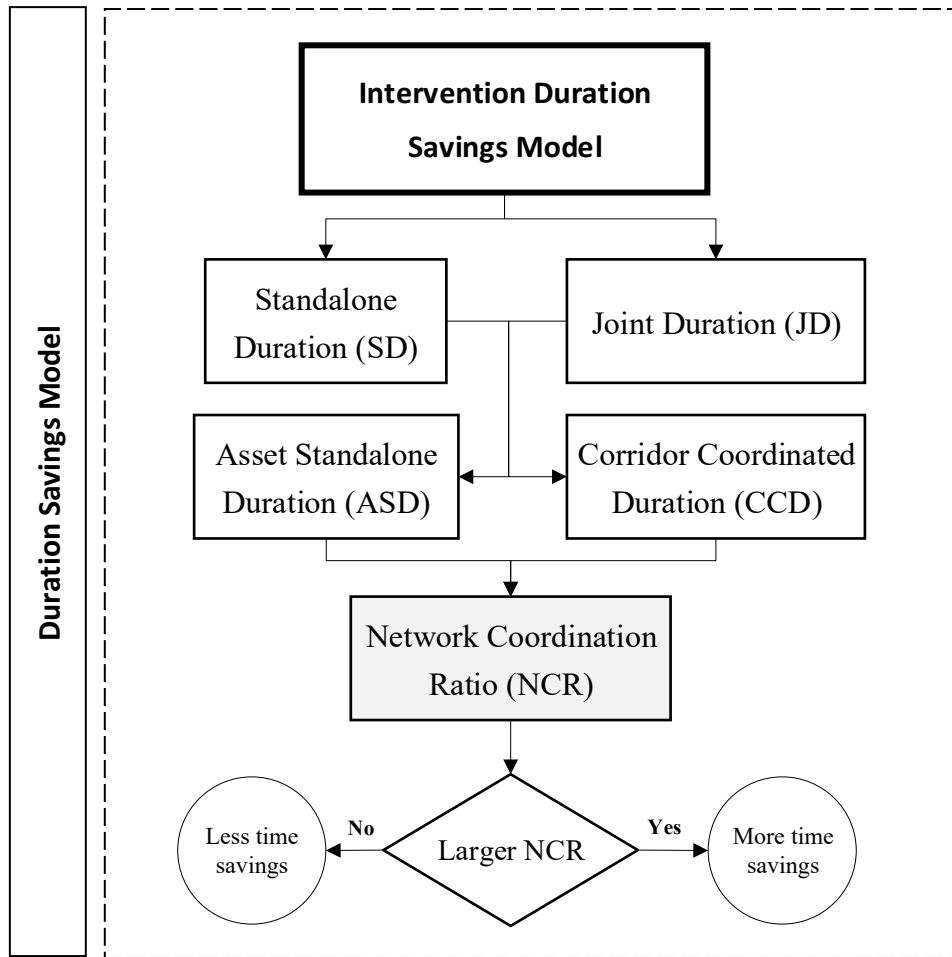 Duration Savings Model
Intervention Duration
Savings Model
Standalone
Duration (SD)
Joint Duration (JD)
Asset Standalone
Duration (ASD)
Corridor Coordinated
Duration (CCD)
Network Coordination
Ratio (NCR)
Less time
savings
No
Larger NCR
Yes
More time
savings